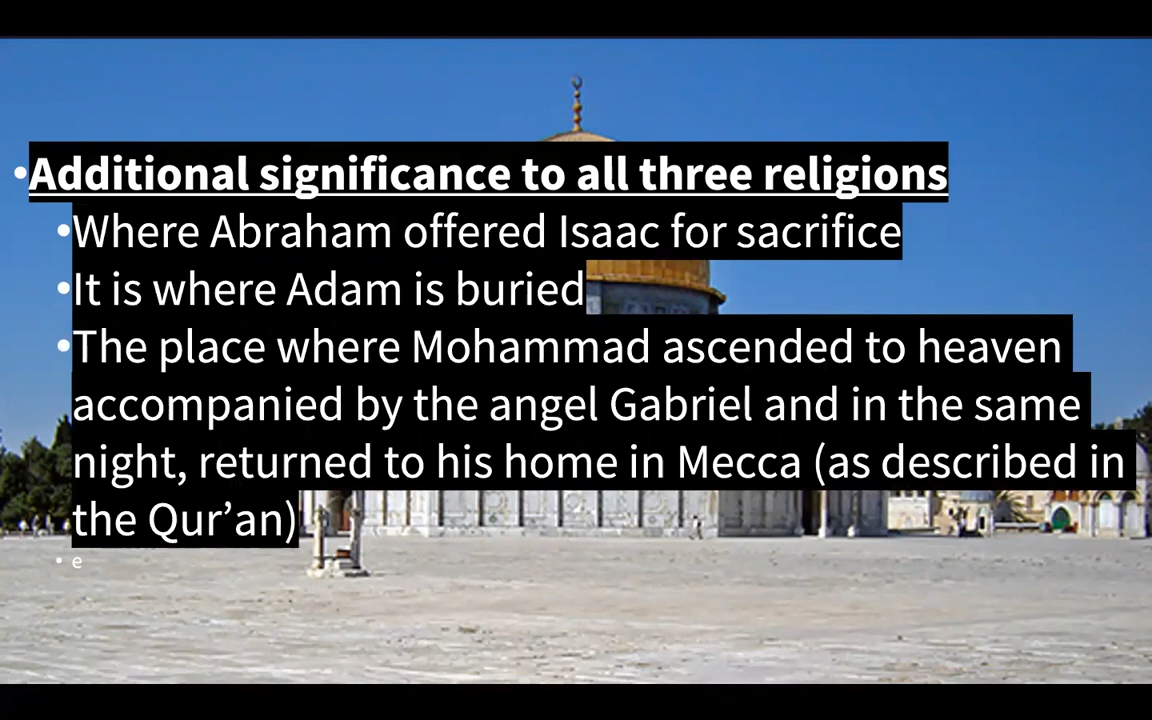 •Additional significance to all three religions
•Where Abraham offered Isaac for sacrifice
•It is where Adam is buried
•The place where Mohammad ascended to heaven
accompanied by the angel Gabriel and in the same
night, returned to his home in Mecca (as described in
the Qur’an)
• e